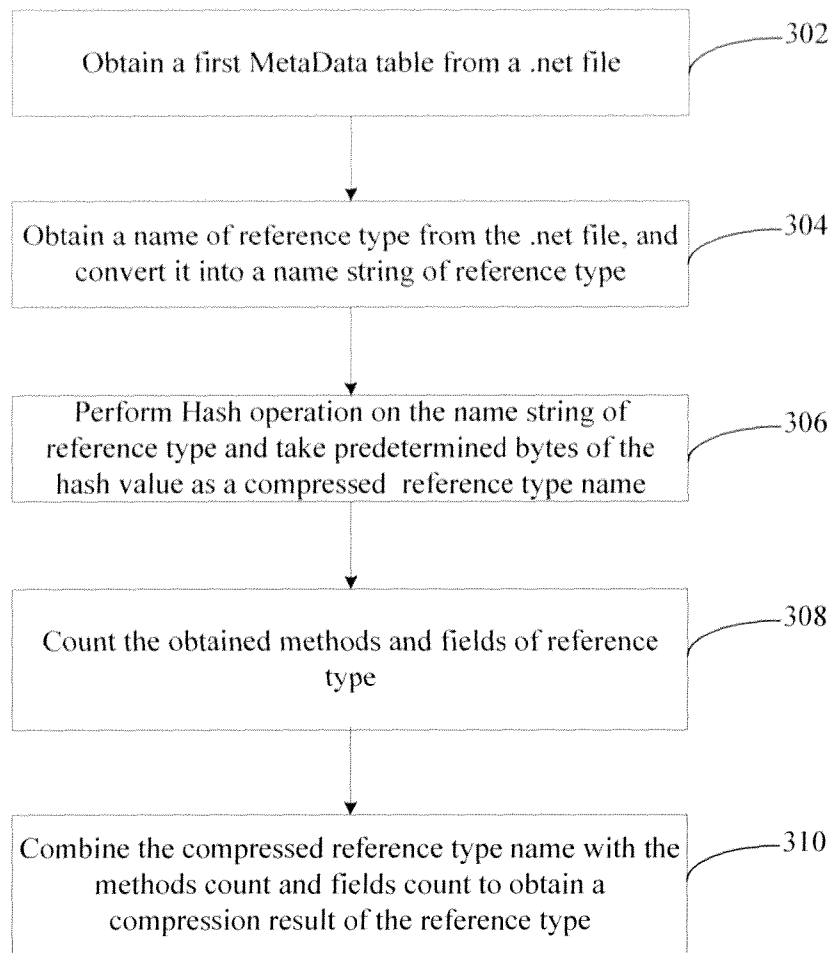 302
Obtain a first MetaData table from a .net file
304
Obtain a name of reference type from the .net file, and
convert it into a name string of reference type
306
Perform Hash operation on the name string of
reference type and take predetermined bytes of the
hash value as a compressed reference type name
308
Count the obtained methods and fields of reference
type
310
Combine the compressed reference type name with the
methods count and fields count to obtain a
compression result of the reference type